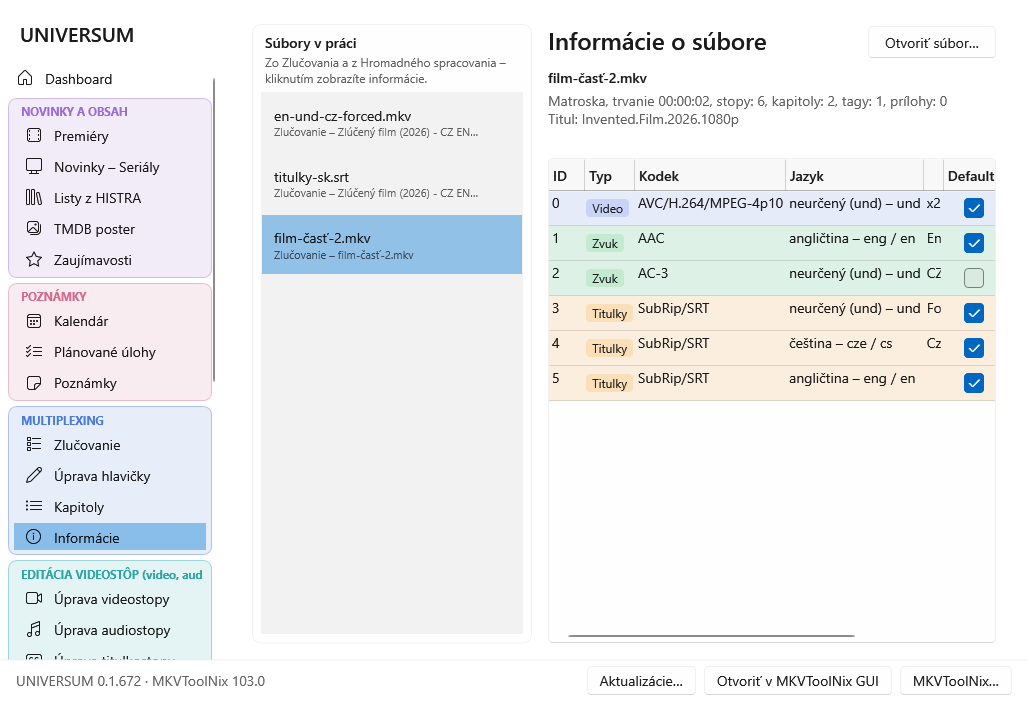 UNIVERSUM
Dashboard
NOVINKY A OBSAH
Premiéry
Novinky – Seriály
Listy z HISTRA
TMDB poster
Zaujímavosti
POZNÁMKY
Kalendár
Plánované úlohy
Poznámky
MULTIPLEXING
Zlučovanie
Úprava hlavičky
Kapitoly
Informácie
EDITÁCIA VIDEOSTÔP (video, aud
Úprava videostopy
Úprava audiostopy
Súbory v práci
Zo Zlučovania a z Hromadného spracovania –
kliknutím zobrazíte informácie.
en-und-cz-forced.mkv
Zlučovanie – Zlúčený film (2026) - CZ EN...
titulky-sk.srt
Zlučovanie – Zlúčený film (2026) - CZ EN...
film-časť-2.mkv
Zlučovanie – film-časť-2.mkv
Informácie o súbore
Otvoriť súbor...
film-časť-2.mkv
Matroska, trvanie 00:00:02, stopy: 6, kapitoly: 2, tagy: 1, prílohy: 0
Titul: Invented.Film.2026.1080p
ID Typ Kodek Jazyk Default
0 Video AVC/H.264/MPEG-4p10 neurčený (und) – und x2
1 Zvuk AAC angličtina – eng / en En
2 Zvuk AC-3 neurčený (und) – und CZ
3 Titulky SubRip/SRT neurčený (und) – und Fo
4 Titulky SubRip/SRT čeština – cze / cs Cz
5 Titulky SubRip/SRT angličtina – eng / en
UNIVERSUM 0.1.672 · MKVToolNix 103.0
Aktualizácie...
Otvoriť v MKVToolNix GUI
MKVToolNix...